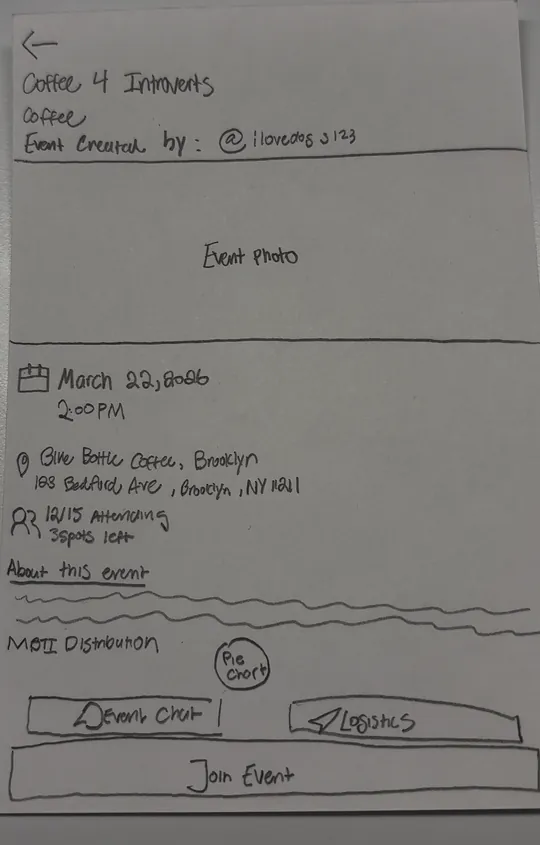 Coffee 4 Introverts
Coffee
Event Created by: @ilovedogs123
Event Photo
March 22, 2026
2:00PM
Blue Bottle Coffee, Brooklyn
123 Bedford Ave, Brooklyn, NY 11211
12/15 Attending
3 spots left
About this event
MBTI Distribution
Pie
Chart
Event Chat
Logistics
Join Event